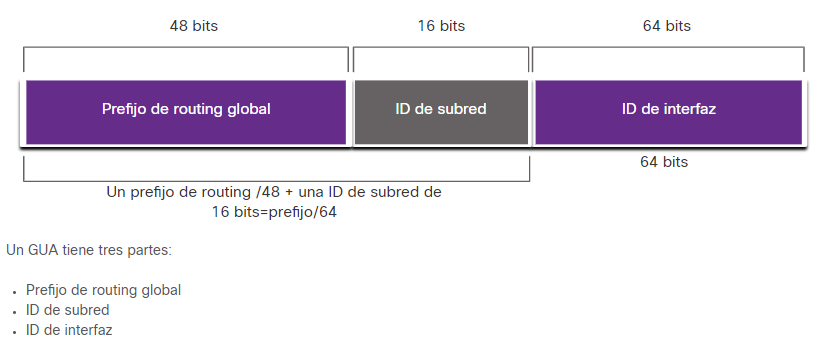 48 bits 16 bits 64 bits
Prefijo de routing global ID de subred ID de interfaz
64 bits
Un prefijo de routing /48 + una ID de subred de
16 bits=prefijo/64
Un GUA tiene tres partes:
• Prefijo de routing global
• ID de subred
• ID de interfaz